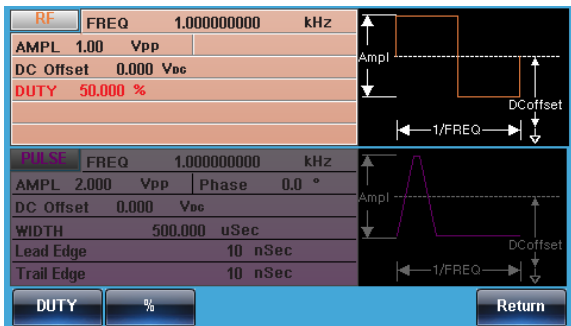 RF FREQ 1.000000000 kHz
AMPL 1.00 Vpp
DC Offset 0.000 VDC
DUTY 50.000 %
Ampl
DCoffset
1/FREQ
PULSE FREQ 1.000000000 kHz
AMPL 2.000 Vpp Phase 0.0 °
DC Offset 0.000 VDC
WIDTH 500.000 uSec
Lead Edge 10 nSec
Trail Edge 10 nSec
Ampl
DCoffset
1/FREQ
DUTY % Return